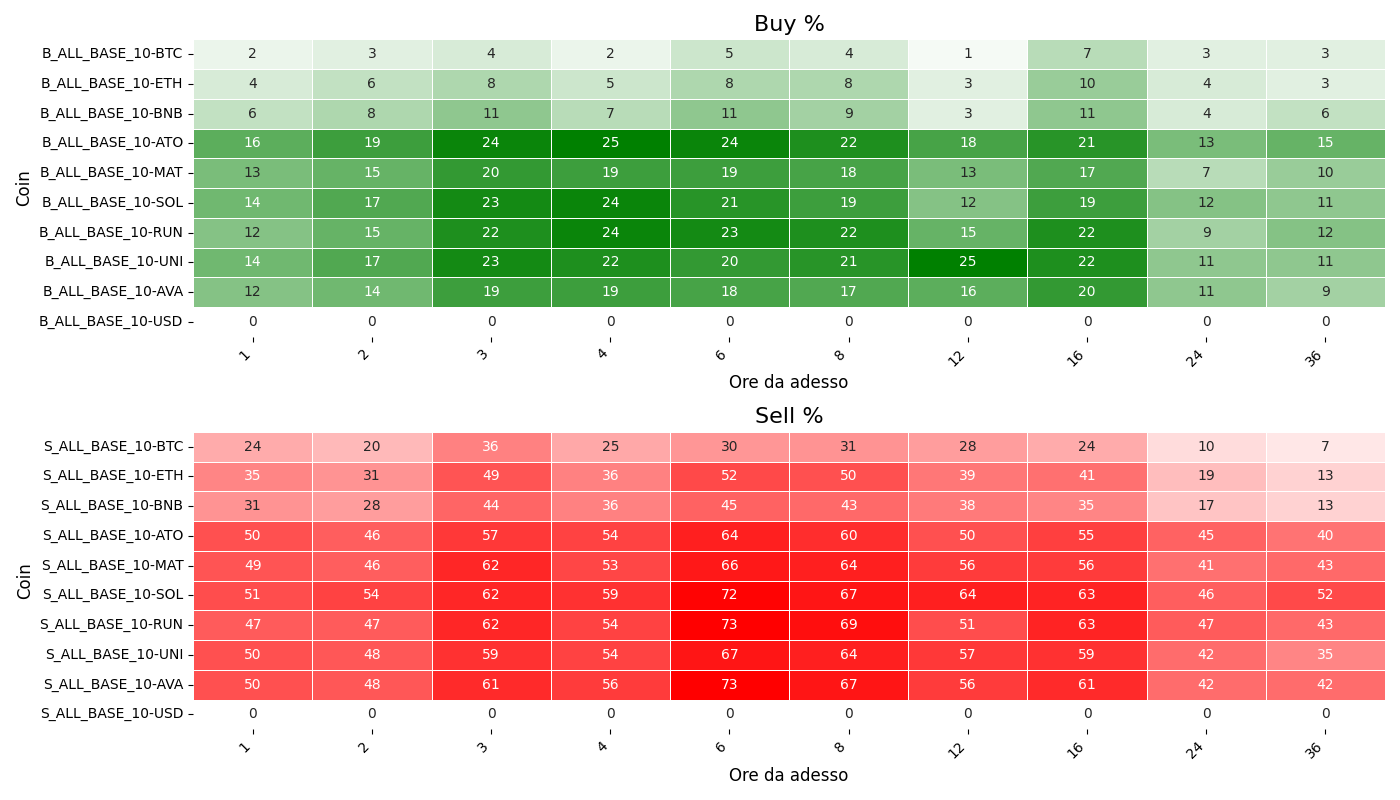 Buy %
Coin
B_ALL_BASE_10-BTC 2 3 4 2 5 4 1 7 3 3
B_ALL_BASE_10-ETH 4 6 8 5 8 8 3 10 4 3
B_ALL_BASE_10-BNB 6 8 11 7 11 9 3 11 4 6
B_ALL_BASE_10-ATO 16 19 24 25 24 22 18 21 13 15
B_ALL_BASE_10-MAT 13 15 20 19 19 18 13 17 7 10
B_ALL_BASE_10-SOL 14 17 23 24 21 19 12 19 12 11
B_ALL_BASE_10-RUN 12 15 22 24 23 22 15 22 9 12
B_ALL_BASE_10-UNI 14 17 23 22 20 21 25 22 11 11
B_ALL_BASE_10-AVA 12 14 19 19 18 17 16 20 11 9
B_ALL_BASE_10-USD 0 0 0 0 0 0 0 0 0 0
1 2 3 4 6 8 12 16 24 36
Ore da adesso
Sell %
Coin
S_ALL_BASE_10-BTC 24 20 36 25 30 31 28 24 10 7
S_ALL_BASE_10-ETH 35 31 49 36 52 50 39 41 19 13
S_ALL_BASE_10-BNB 31 28 44 36 45 43 38 35 17 13
S_ALL_BASE_10-ATO 50 46 57 54 64 60 50 55 45 40
S_ALL_BASE_10-MAT 49 46 62 53 66 64 56 56 41 43
S_ALL_BASE_10-SOL 51 54 62 59 72 67 64 63 46 52
S_ALL_BASE_10-RUN 47 47 62 54 73 69 51 63 47 43
S_ALL_BASE_10-UNI 50 48 59 54 67 64 57 59 42 35
S_ALL_BASE_10-AVA 50 48 61 56 73 67 56 61 42 42
S_ALL_BASE_10-USD 0 0 0 0 0 0 0 0 0 0
1 2 3 4 6 8 12 16 24 36
Ore da adesso